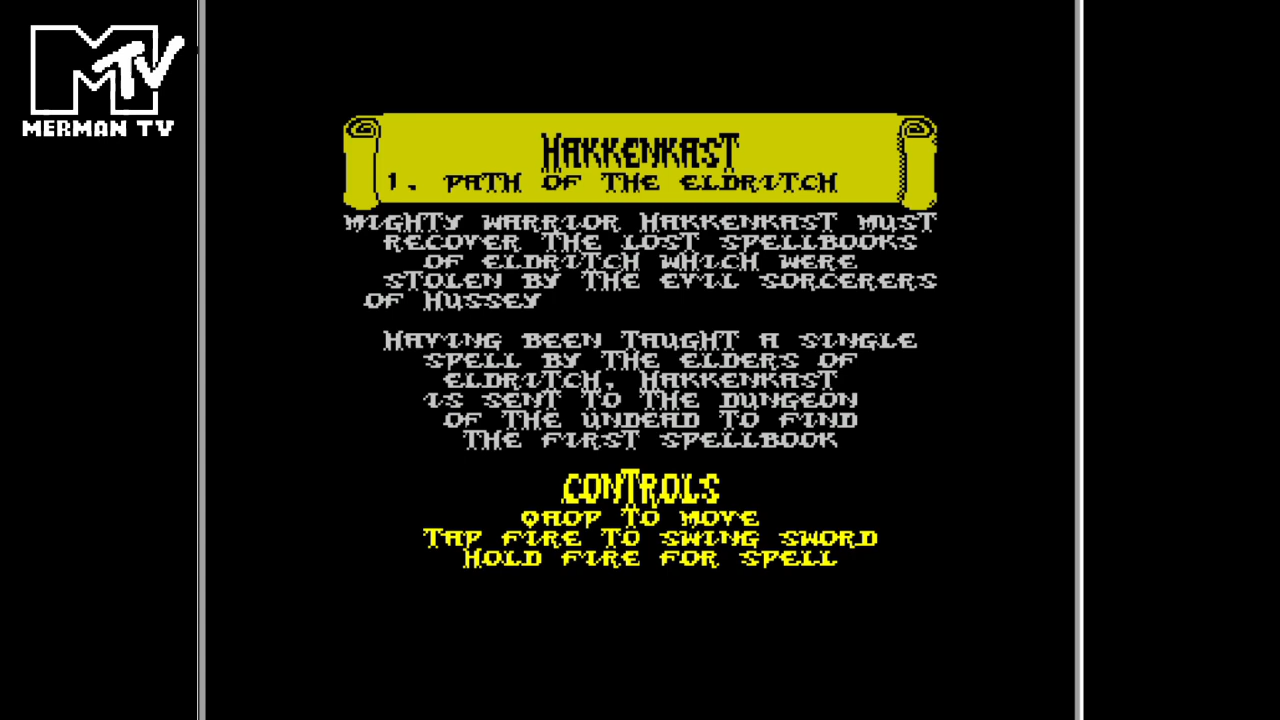 MTV
MERMAN TV
HAKKENKAST
1. PATH OF THE ELDRITCH
MIGHTY WARRIOR HAKKENKAST MUST
RECOVER THE LOST SPELLBOOKS
OF ELDRITCH WHICH WERE
STOLEN BY THE EVIL SORCERERS
OF HUSSEY
HAVING BEEN TAUGHT A SINGLE
SPELL BY THE ELDERS OF
ELDRITCH, HAKKENKAST
IS SENT TO THE DUNGEON
OF THE UNDEAD TO FIND
THE FIRST SPELLBOOK
CONTROLS
QAOP TO MOVE
TAP FIRE TO SWING SWORD
HOLD FIRE FOR SPELL